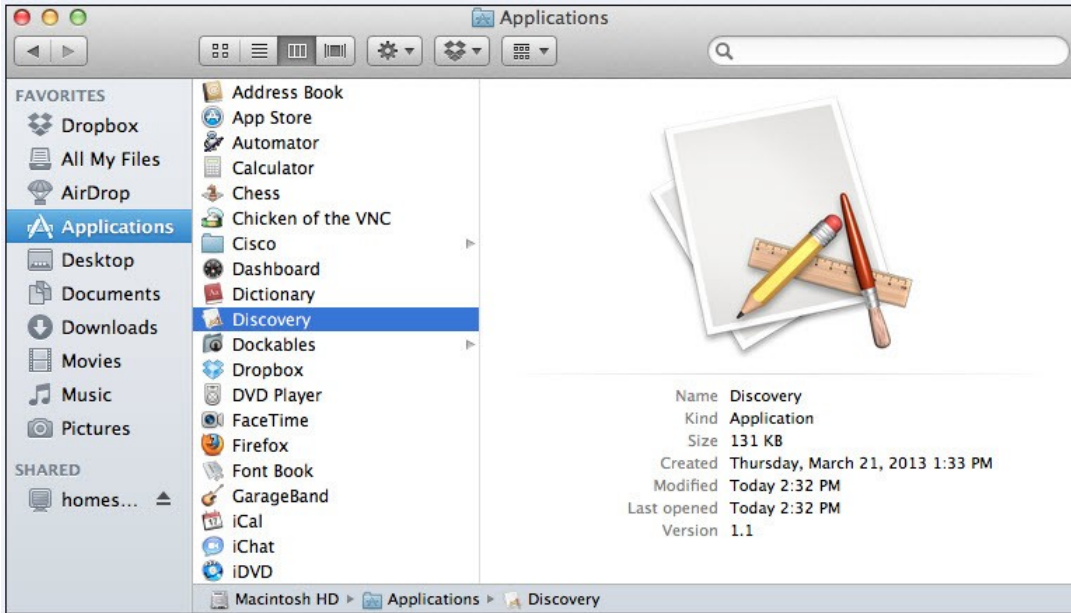 Applications
FAVORITES
Dropbox
All My Files
AirDrop
Applications
Desktop
Documents
Downloads
Movies
Music
Pictures
SHARED
homes...
Address Book
App Store
Automator
Calculator
Chess
Chicken of the VNC
Cisco
Dashboard
Dictionary
Discovery
Dockables
Dropbox
DVD Player
FaceTime
Firefox
Font Book
GarageBand
iCal
iChat
iDVD
Name Discovery
Kind Application
Size 131 KB
Created Thursday, March 21, 2013 1:33 PM
Modified Today 2:32 PM
Last opened Today 2:32 PM
Version 1.1
Macintosh HD ▸ Applications ▸ Discovery